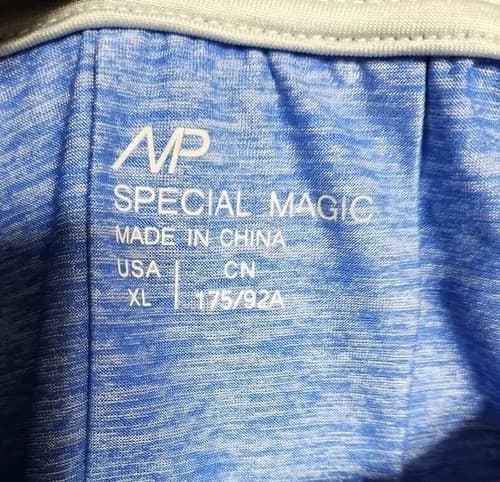 MP
SPECIAL MAGIC
MADE IN CHINA
USA | CN
XL | 175/92A